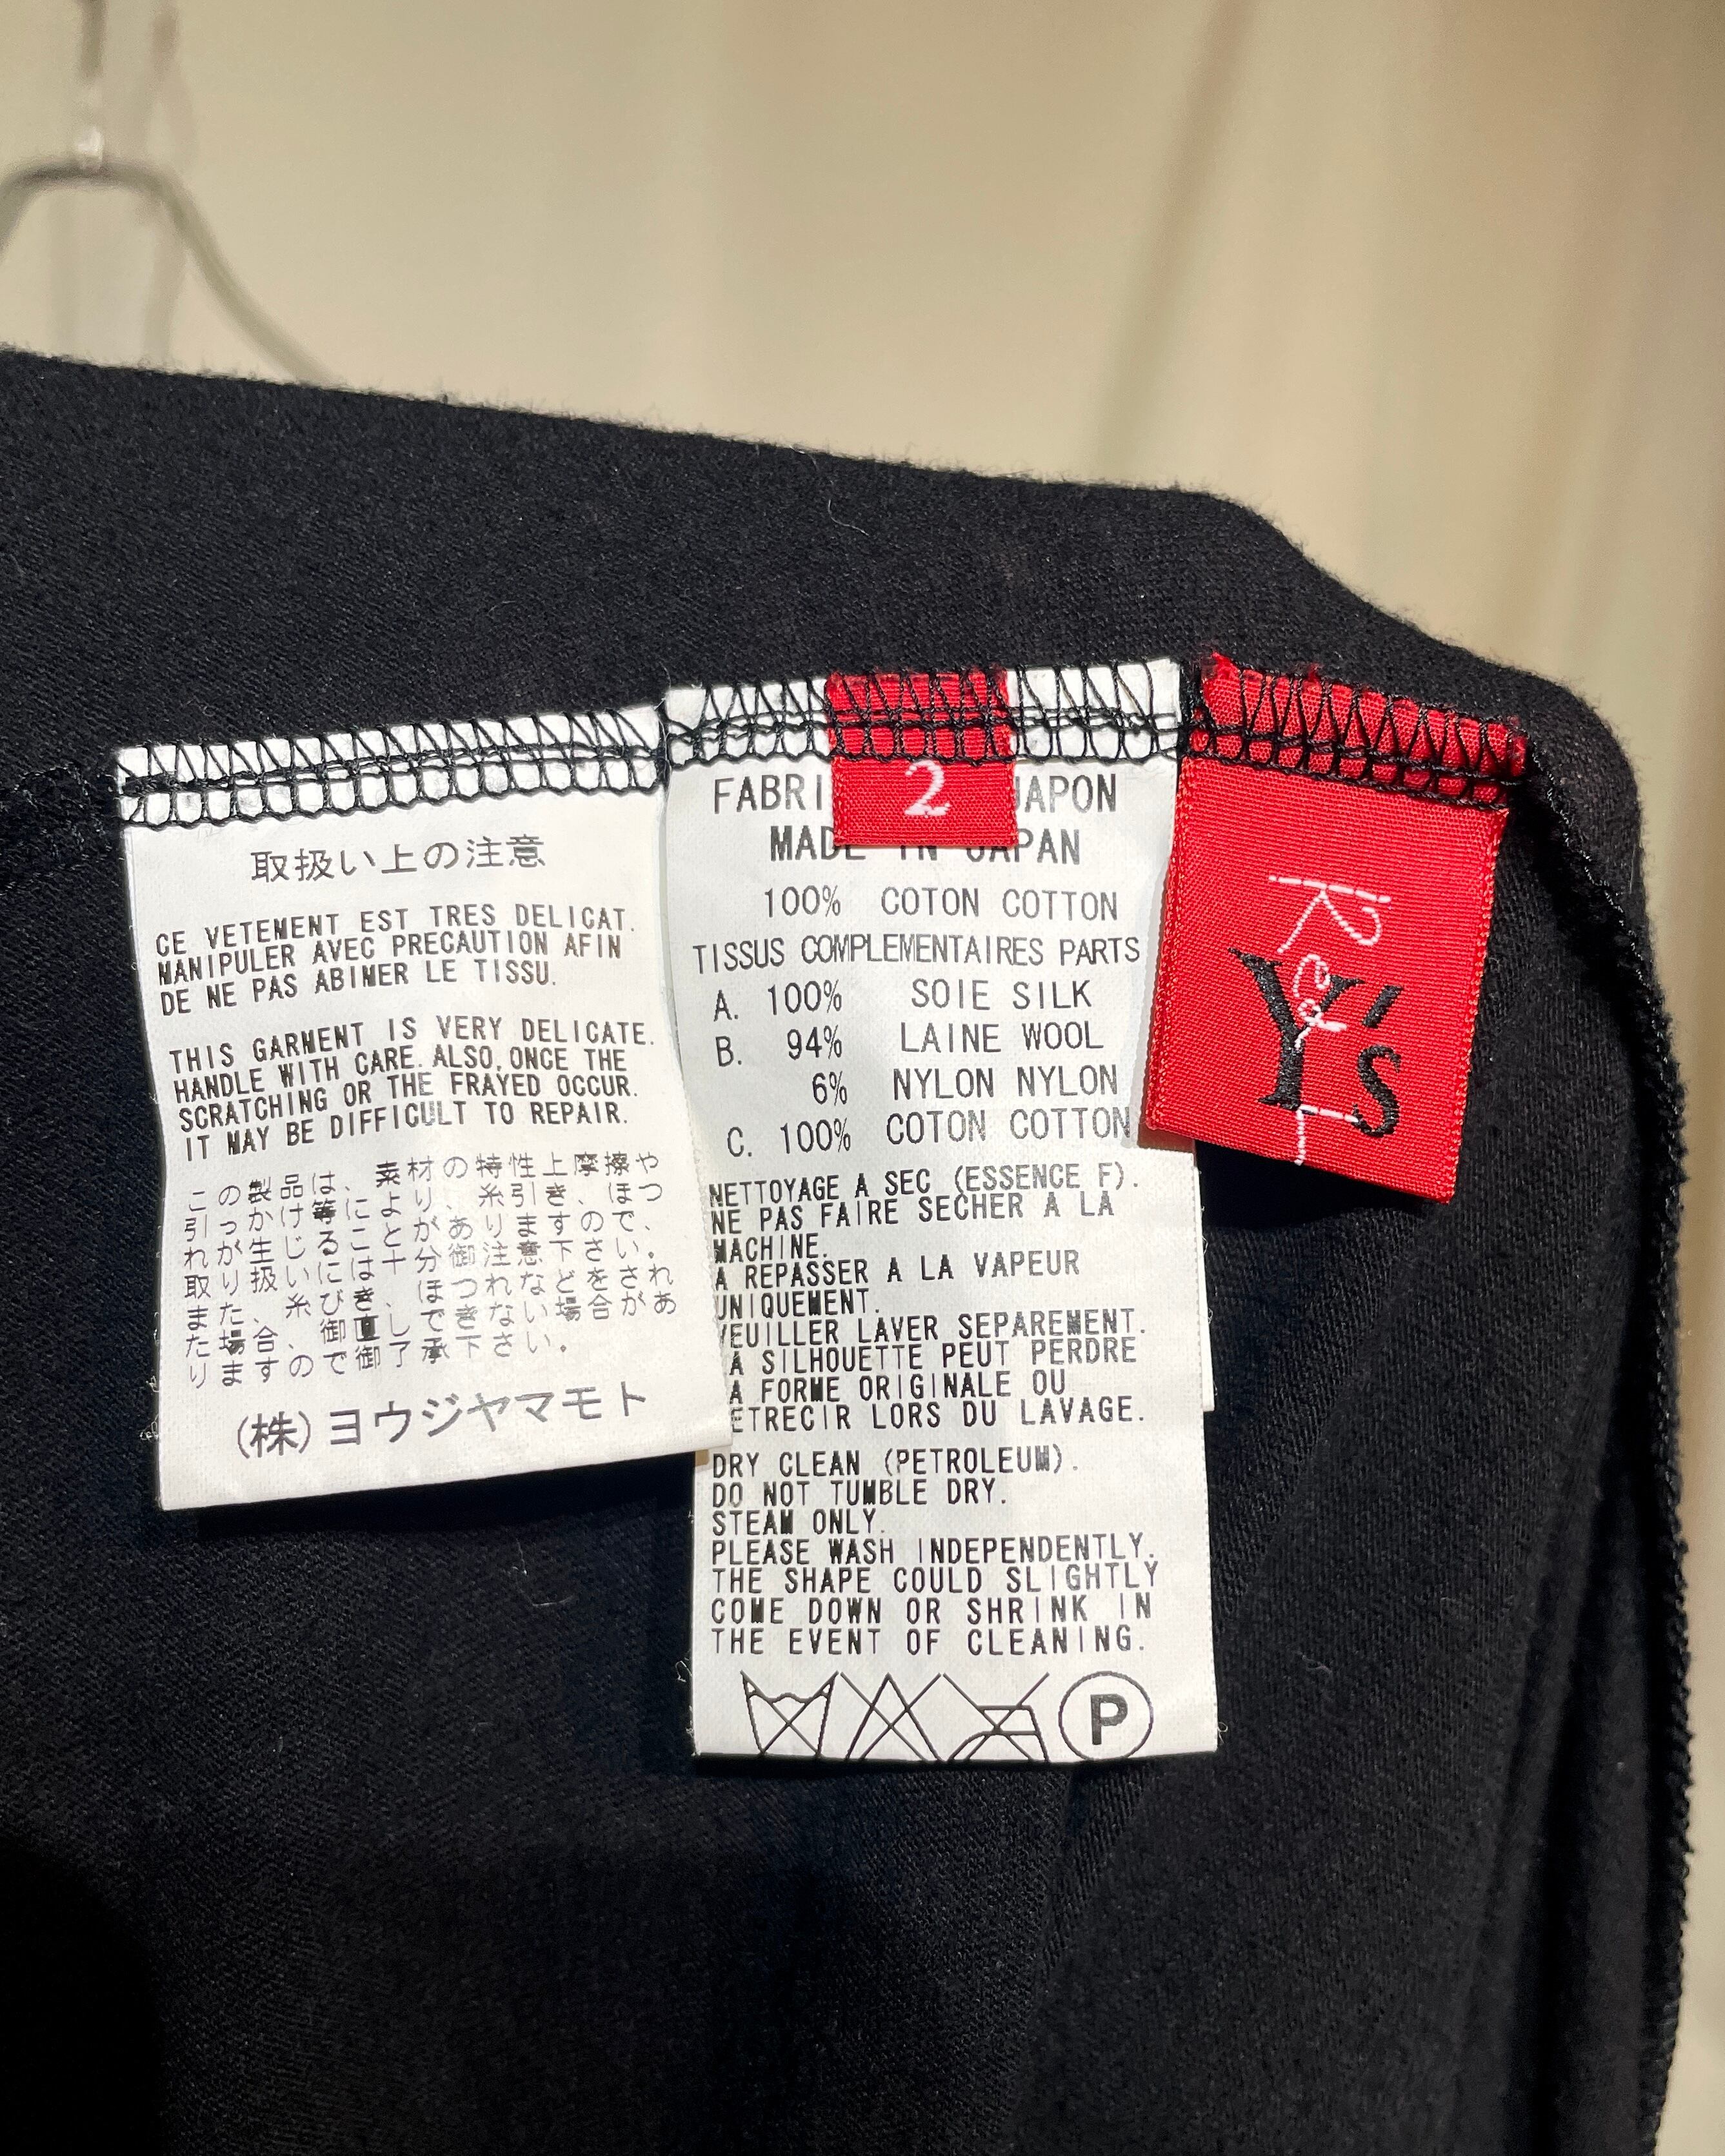 取扱い上の注意
CE VETEMENT EST TRES DELICAT.
MANIPULER AVEC PRECAUTION AFIN
DE NE PAS ABIMER LE TISSU.
THIS GARMENT IS VERY DELICATE.
HANDLE WITH CARE. ALSO, ONCE THE
SCRATCHING OR THE FRAYED OCCUR.
IT MAY BE DIFFICULT TO REPAIR.
この製品は、素材の特性上摩擦や
引っかけ等により、糸引き、ほつ
れが生じることがありますので、
取り扱いには十分御注意下さい。
また、糸びき、ほつれなどをされ
た場合、御直しできない場合があ
りますので御了承下さい。
(株)ヨウジヤマモト
2
FABRI JAPON
MADE IN JAPAN
100% COTON COTTON
TISSUS COMPLEMENTAIRES PARTS
A. 100% SOIE SILK
B. 94% LAINE WOOL
6% NYLON NYLON
C. 100% COTON COTTON
NETTOYAGE A SEC (ESSENCE F).
NE PAS FAIRE SECHER A LA
MACHINE.
A REPASSER A LA VAPEUR
UNIQUEMENT.
VEUILLER LAVER SEPAREMENT.
A SILHOUETTE PEUT PERDRE
A FORME ORIGINALE OU
ETRECIR LORS DU LAVAGE.
DRY CLEAN (PETROLEUM).
DO NOT TUMBLE DRY.
STEAM ONLY.
PLEASE WASH INDEPENDENTLY.
THE SHAPE COULD SLIGHTLY
COME DOWN OR SHRINK IN
THE EVENT OF CLEANING.
P
Red
Y's